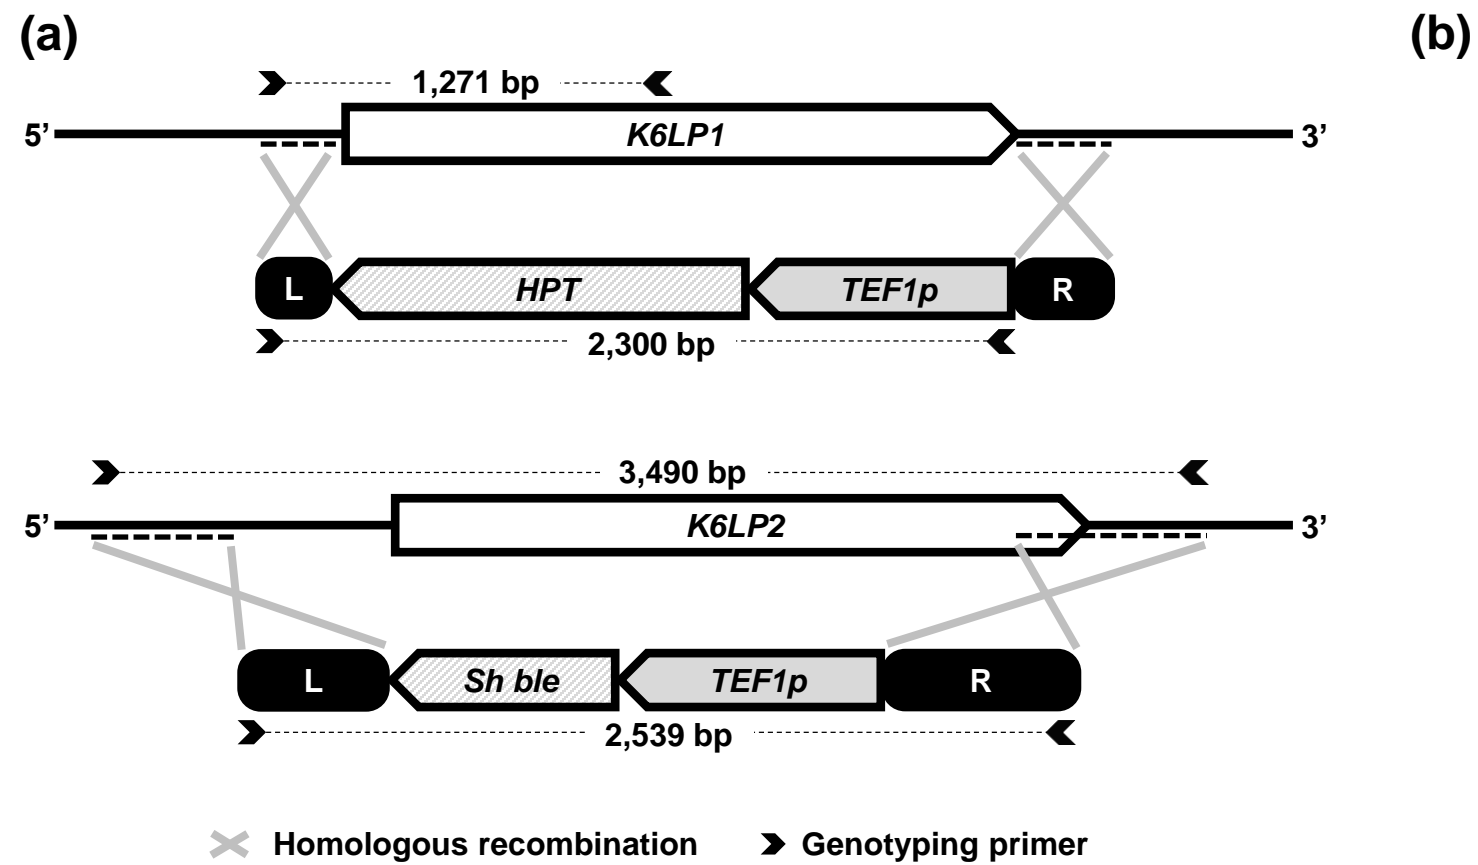 (a)
(b)
1,271 bp
5’ K6LP1 3’
L HPT TEF1p R
2,300 bp
3,490 bp
5’ K6LP2 3’
L Sh ble TEF1p R
2,539 bp
Homologous recombination Genotyping primer